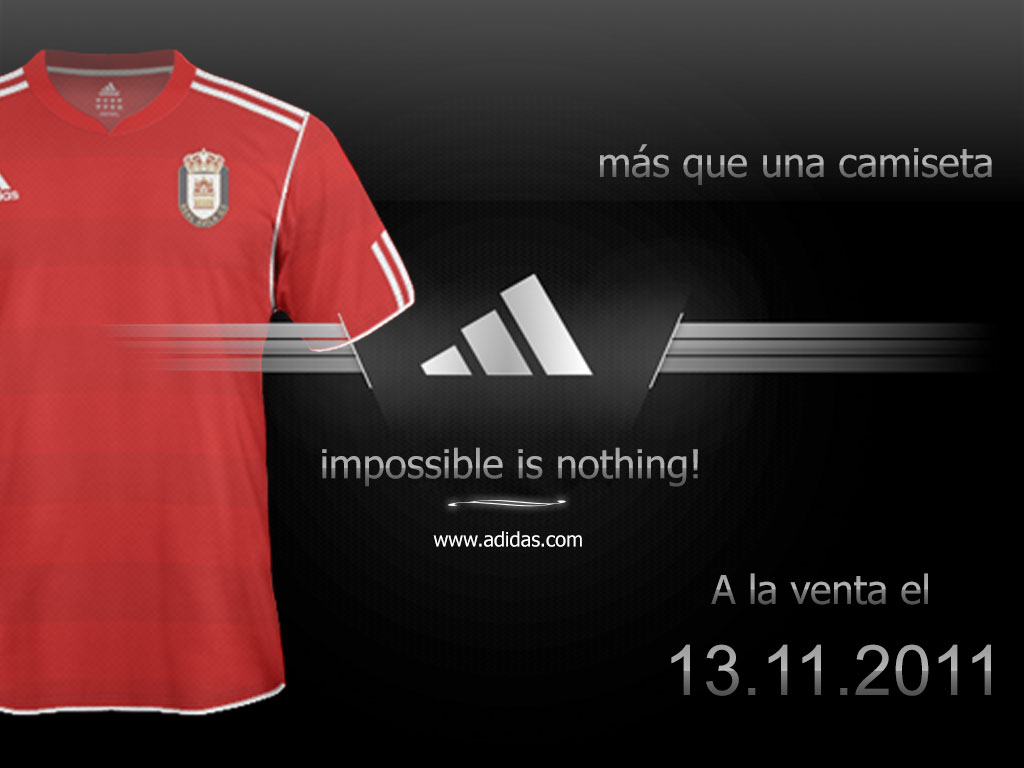 más que una camiseta
impossible is nothing!
www.adidas.com
A la venta el
13.11.2011